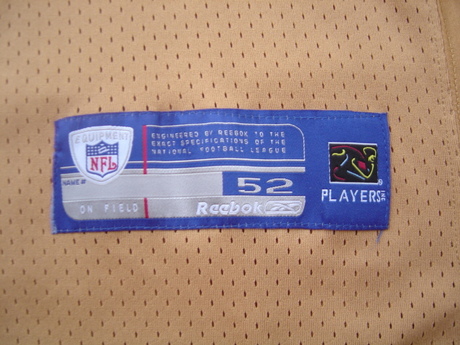 EQUIPMENT
NFL
NAME #
ON FIELD
ENGINEERED BY REEBOK TO THE
EXACT SPECIFICATIONS OF THE
NATIONAL FOOTBALL LEAGUE
52
Reebok
PLAYERS